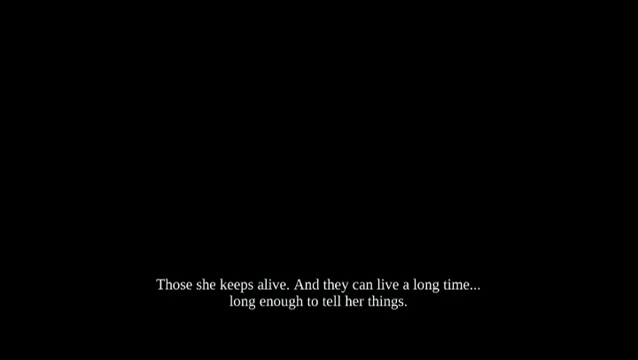 Those she keeps alive. And they can live a long time...
long enough to tell her things.